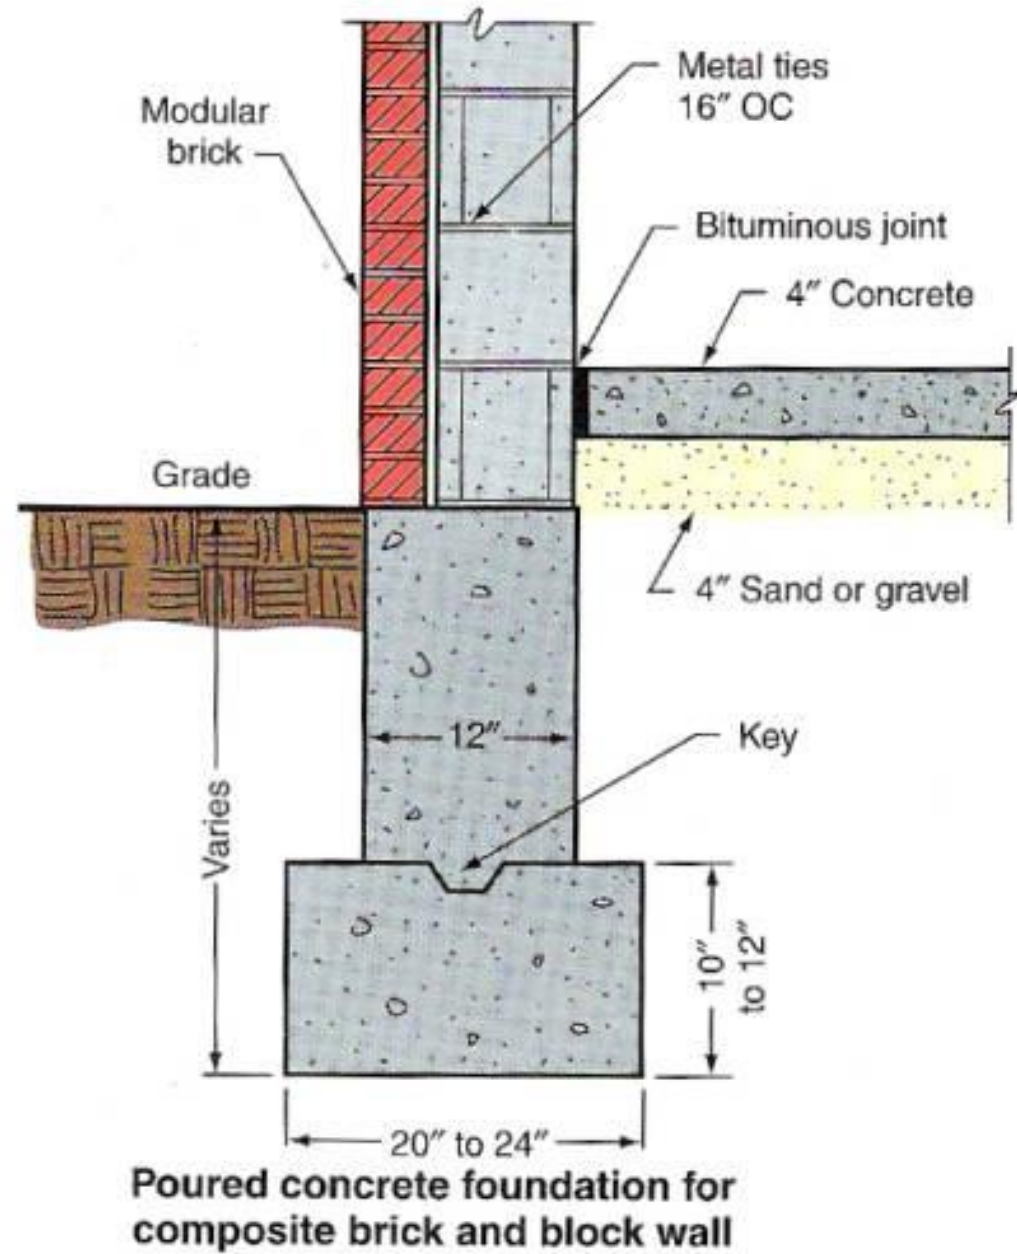 Metal ties
16″ OC
Modular
brick
Bituminous joint
4″ Concrete
Grade
4″ Sand or gravel
12″
Key
Varies
10″
to 12″
20″ to 24″
Poured concrete foundation for
composite brick and block wall